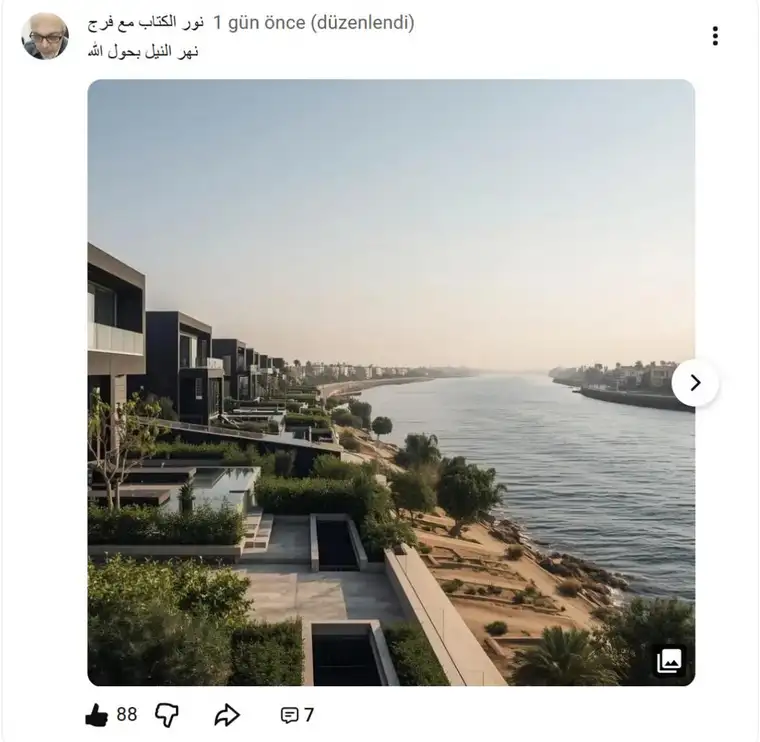 نور الكتاب مع فرج 1 gün önce (düzenlendi)
نهر النيل بحول الله
88
7